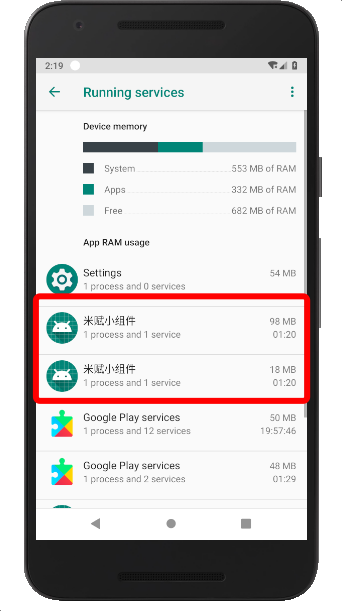 2:19
Running services
Device memory
System 553 MB of RAM
Apps 332 MB of RAM
Free 682 MB of RAM
App RAM usage
Settings 54 MB
1 process and 0 services
米赋小组件 98 MB
1 process and 1 service 01:20
米赋小组件 18 MB
1 process and 1 service 01:20
Google Play services 50 MB
1 process and 12 services 19:57:46
Google Play services 48 MB
1 process and 2 services 01:29